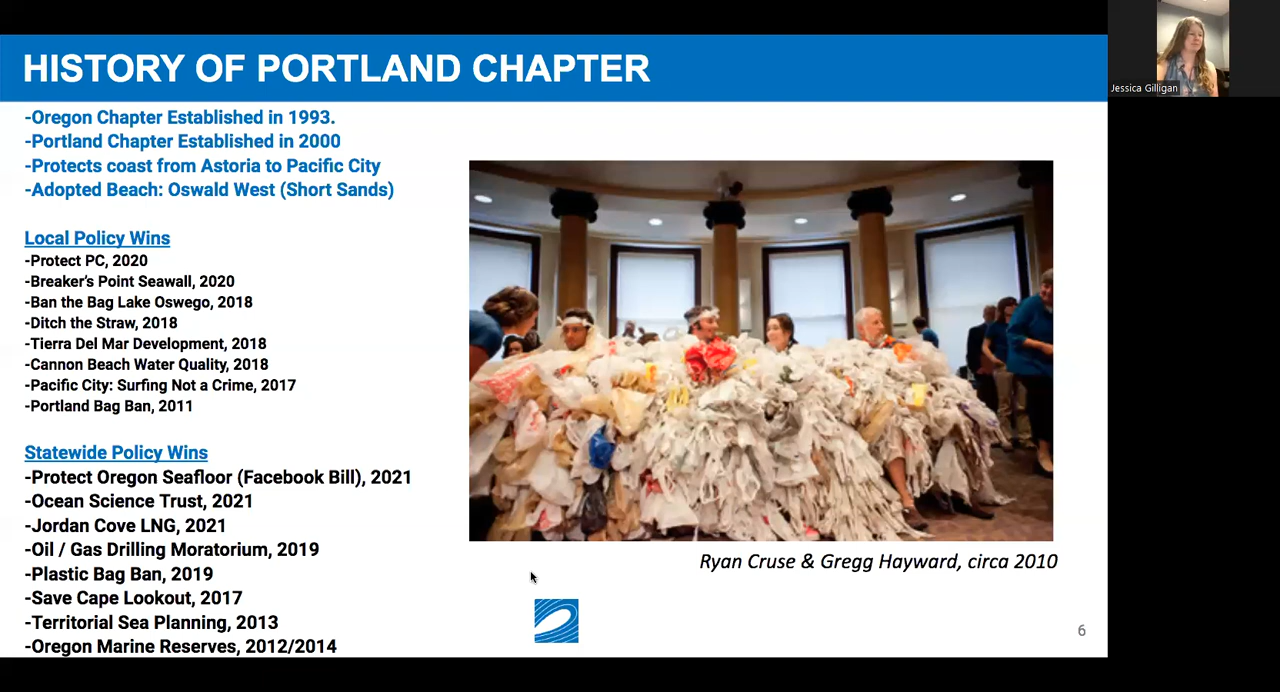 HISTORY OF PORTLAND CHAPTER
Jessica Gilligan
-Oregon Chapter Established in 1993.
-Portland Chapter Established in 2000
-Protects coast from Astoria to Pacific City
-Adopted Beach: Oswald West (Short Sands)
Local Policy Wins
-Protect PC, 2020
-Breaker's Point Seawall, 2020
-Ban the Bag Lake Oswego, 2018
-Ditch the Straw, 2018
-Tierra Del Mar Development, 2018
-Cannon Beach Water Quality, 2018
-Pacific City: Surfing Not a Crime, 2017
-Portland Bag Ban, 2011
Statewide Policy Wins
-Protect Oregon Seafloor (Facebook Bill), 2021
-Ocean Science Trust, 2021
-Jordan Cove LNG, 2021
-Oil / Gas Drilling Moratorium, 2019
-Plastic Bag Ban, 2019
-Save Cape Lookout, 2017
-Territorial Sea Planning, 2013
-Oregon Marine Reserves, 2012/2014
Ryan Cruse & Gregg Hayward, circa 2010
6